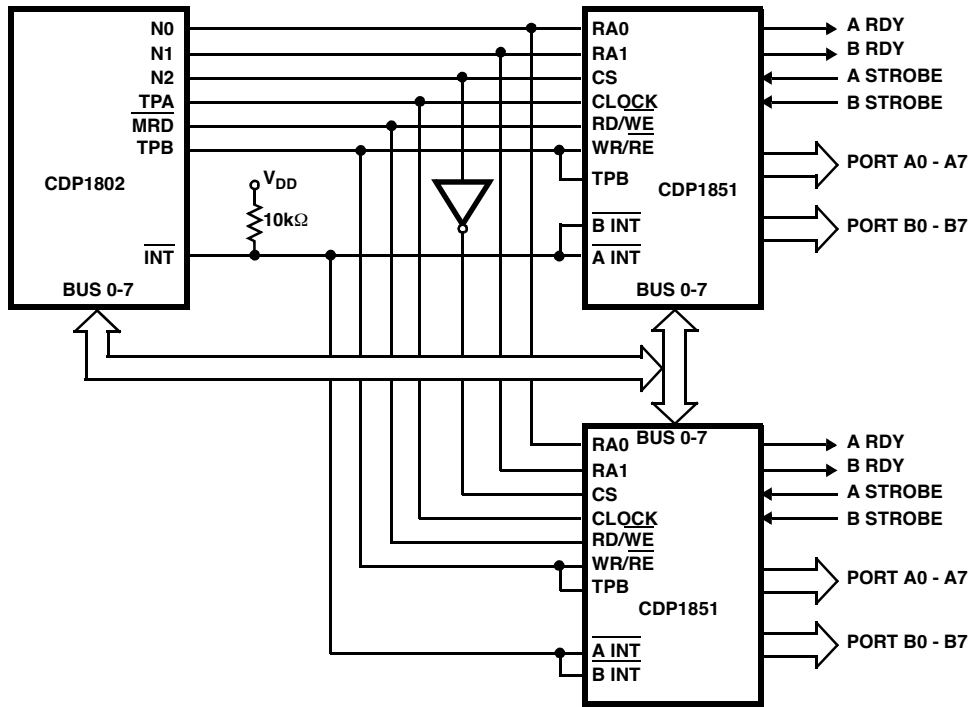 N0
N1
N2
TPA
MRD
TPB
CDP1802
VDD
10kΩ
INT
BUS 0-7
RA0
RA1
CS
CLOCK
RD/WE
WR/RE
TPB
CDP1851
B INT
A INT
BUS 0-7
A RDY
B RDY
A STROBE
B STROBE
PORT A0 - A7
PORT B0 - B7
BUS 0-7
RA0
RA1
CS
CLOCK
RD/WE
WR/RE
TPB
CDP1851
A INT
B INT
A RDY
B RDY
A STROBE
B STROBE
PORT A0 - A7
PORT B0 - B7